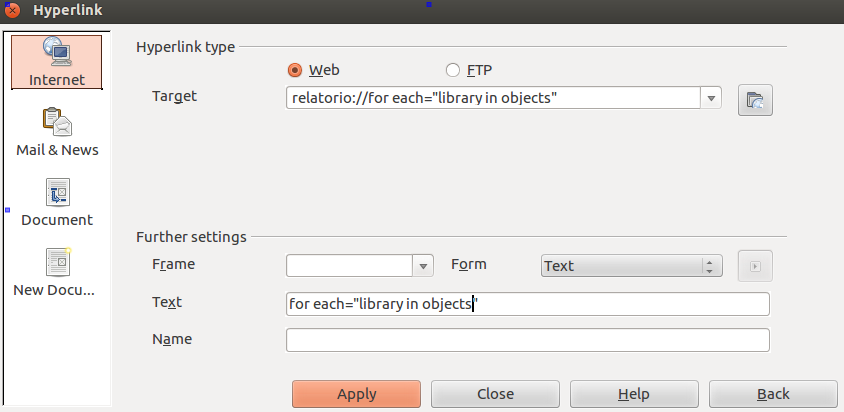 Hyperlink
Internet
Mail & News
Document
New Docu...
Hyperlink type
Web
FTP
Target
relatorio://for each="library in objects"
Further settings
Frame
Form
Text
Text
for each="library in objects"
Name
Apply
Close
Help
Back